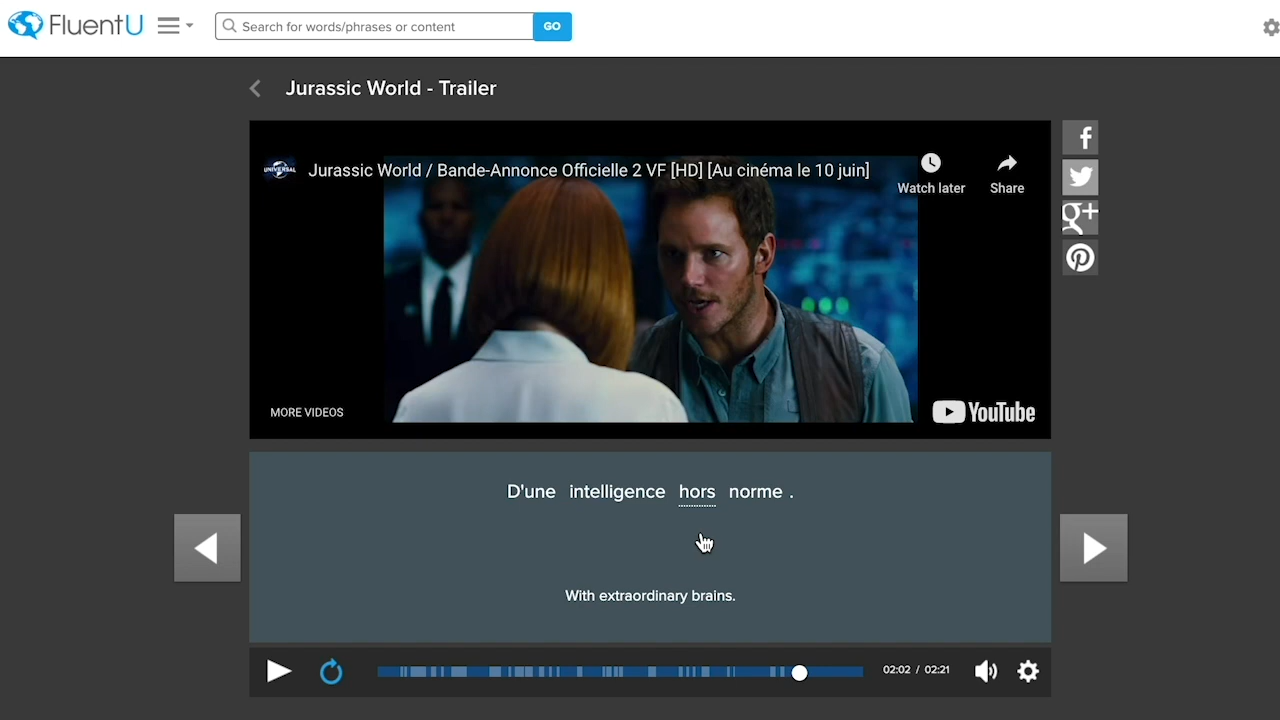 FluentU
Search for words/phrases or content
GO
Jurassic World - Trailer
UNIVERSAL
Jurassic World / Bande-Annonce Officielle 2 VF [HD] [Au cinéma le 10 juin]
Watch later
Share
MORE VIDEOS
YouTube
f
g+
D'une intelligence hors norme .
With extraordinary brains.
02:02 / 02:21